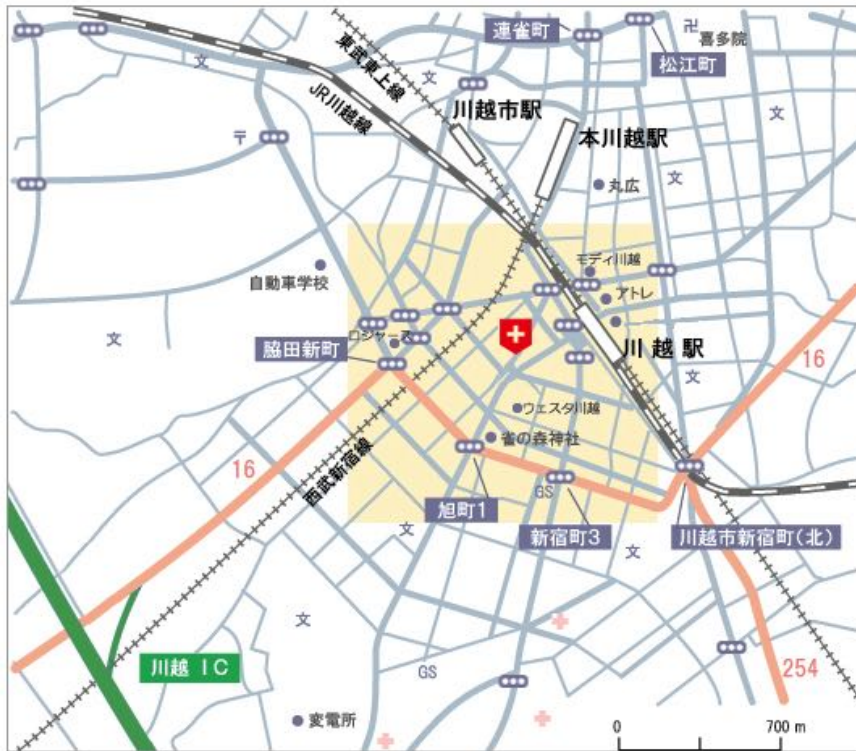 連雀町
喜多院
松江町
文
文
東武東上線
JR川越線
川越市駅
本川越駅
文
文
丸広
モディ川越
アトレ
自動車学校
文
ロジャース
脇田新町
川越駅
16
文
ウェスタ川越
雀の森神社
16
西武新宿線
GS
旭町1
新宿町3
川越市新宿町(北)
文
文
文
川越 IC
GS
254
変電所
0
700 m